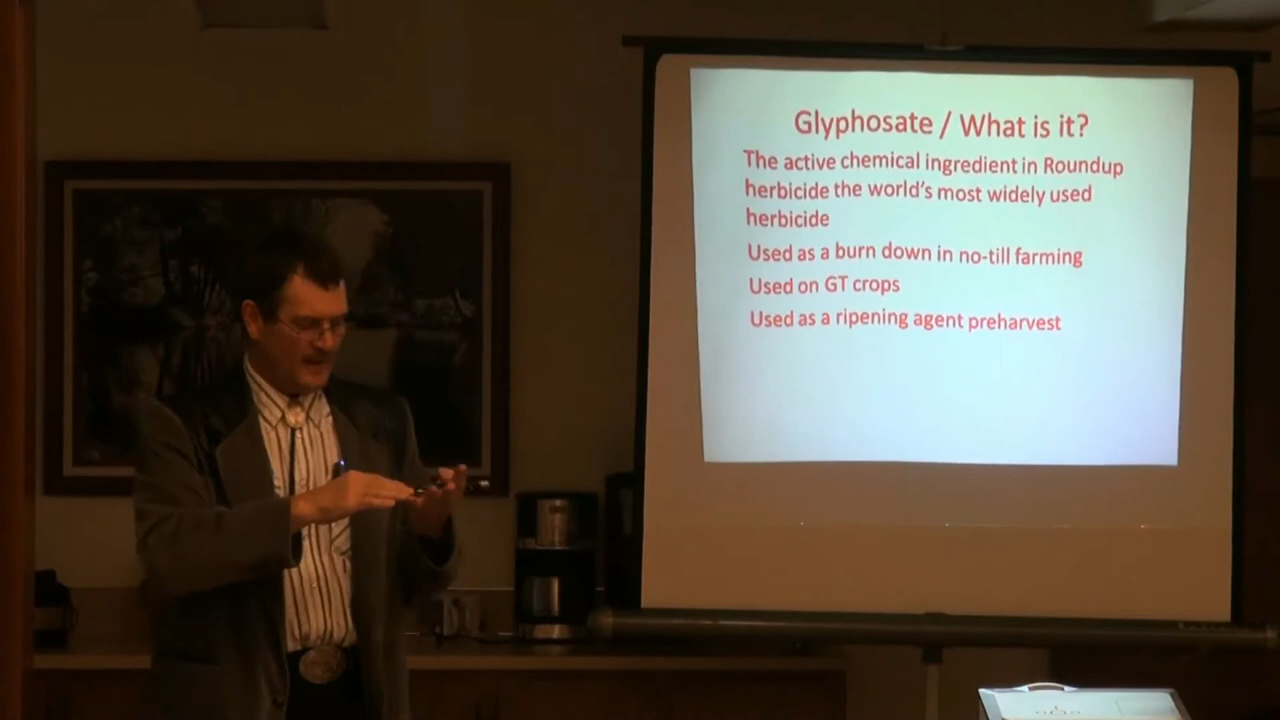 Glyphosate / What is it?
The active chemical ingredient in Roundup
herbicide the world's most widely used
herbicide
Used as a burn down in no-till farming
Used on GT crops
Used as a ripening agent preharvest